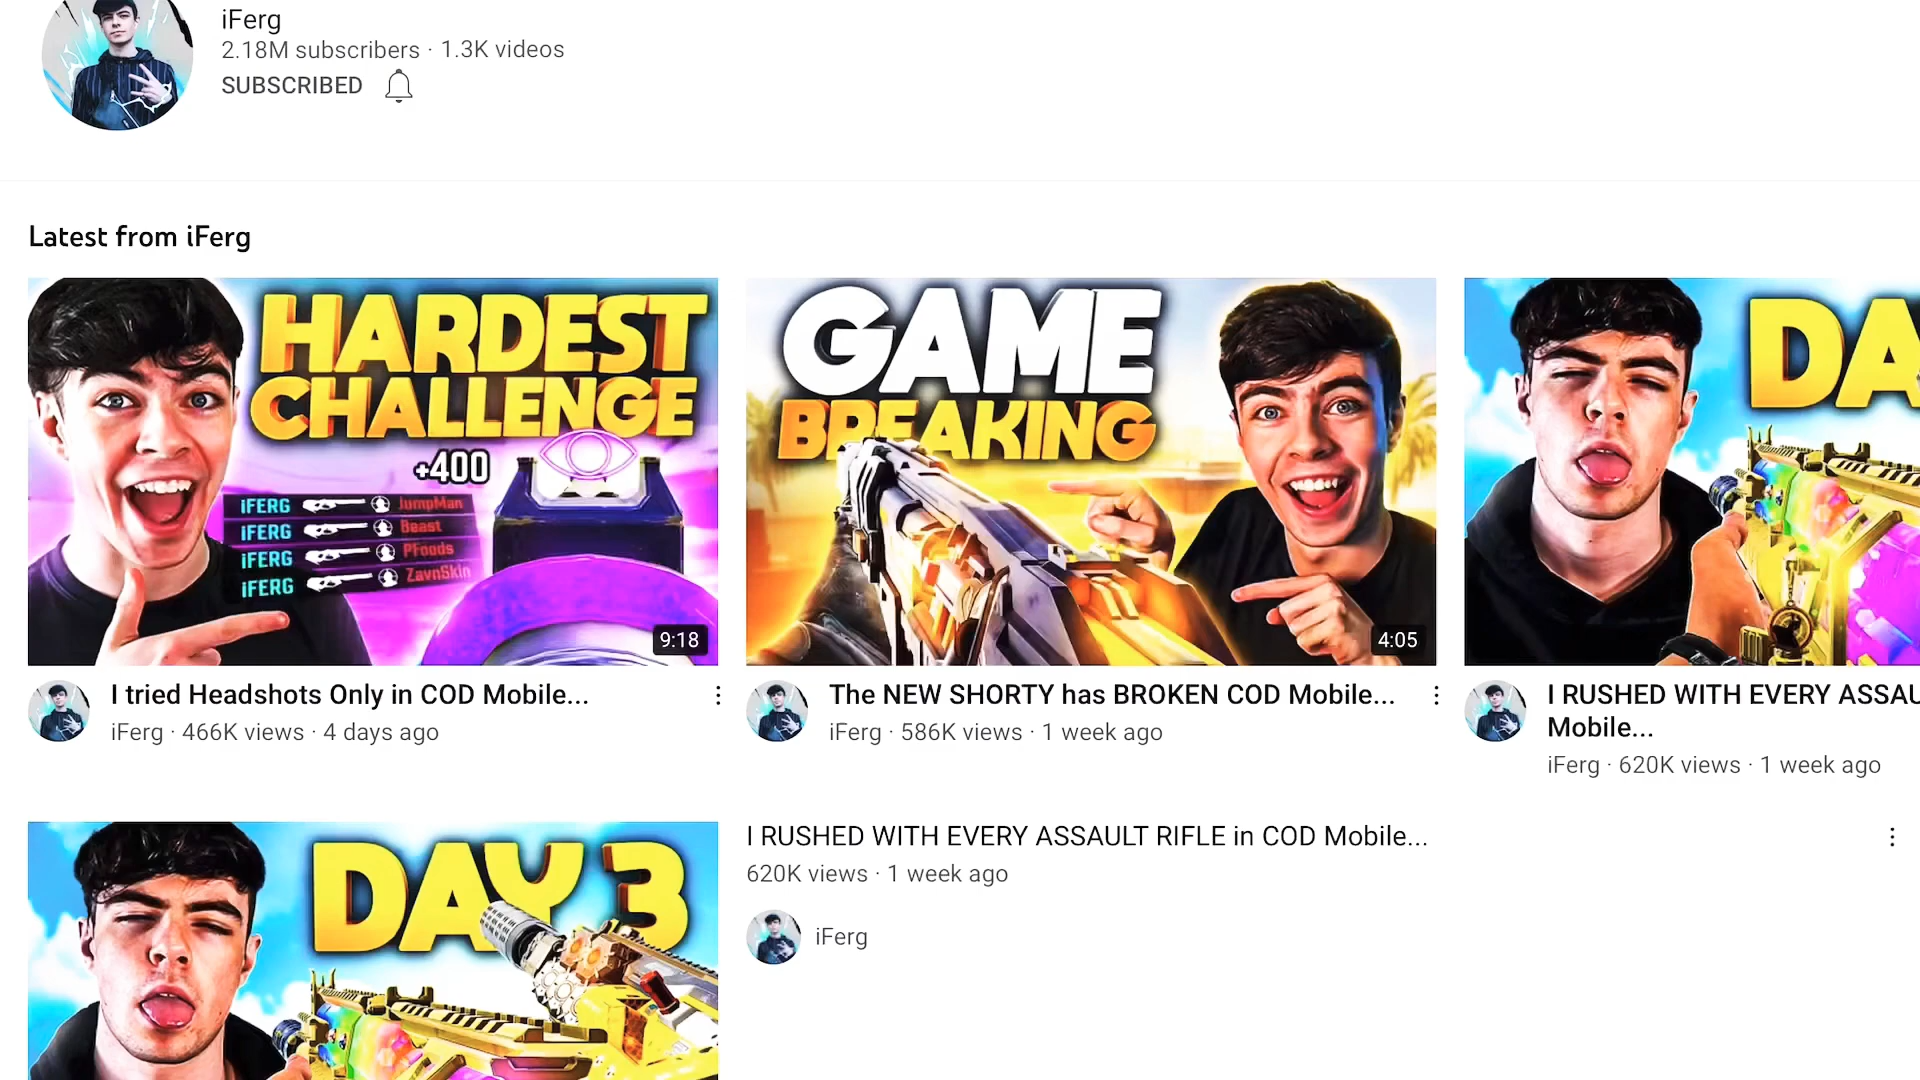 iFerg
2.18M subscribers · 1.3K videos
SUBSCRIBED
Latest from iFerg
HARDEST
CHALLENGE
+400
iFERG JumpMan
iFERG Beast
iFERG PFoods
iFERG ZavnSkin
9:18
I tried Headshots Only in COD Mobile...
iFerg · 466K views · 4 days ago
GAME
BREAKING
4:05
The NEW SHORTY has BROKEN COD Mobile...
iFerg · 586K views · 1 week ago
DA
I RUSHED WITH EVERY ASSAU
Mobile...
iFerg · 620K views · 1 week ago
DAY 3
I RUSHED WITH EVERY ASSAULT RIFLE in COD Mobile...
620K views · 1 week ago
iFerg